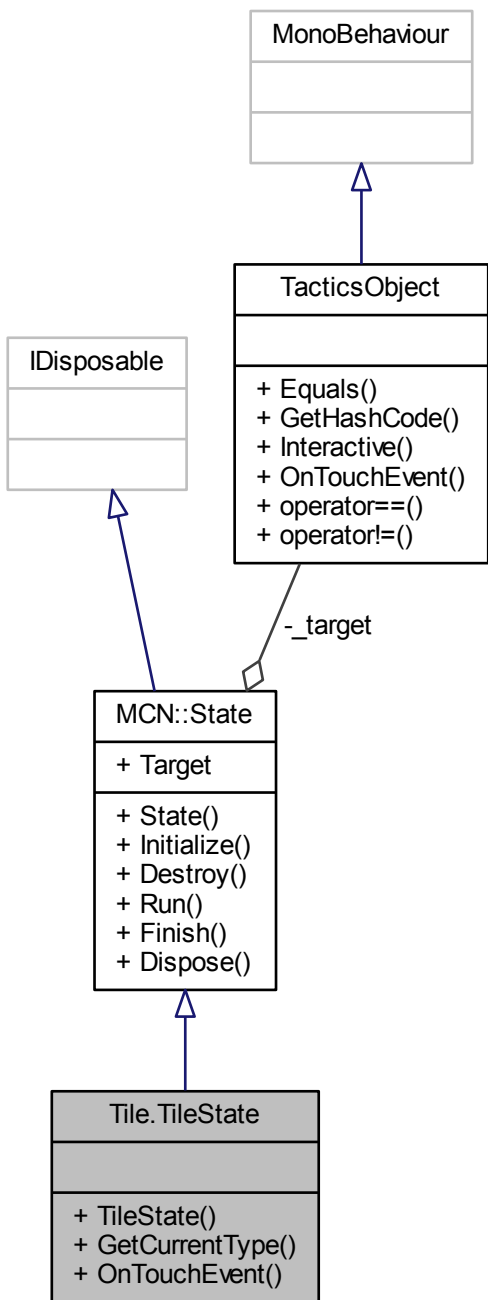 MonoBehaviour
TacticsObject
+ Equals()
+ GetHashCode()
+ Interactive()
+ OnTouchEvent()
+ operator==()
+ operator!=()
IDisposable
-_target
MCN::State
+ Target
+ State()
+ Initialize()
+ Destroy()
+ Run()
+ Finish()
+ Dispose()
Tile.TileState
+ TileState()
+ GetCurrentType()
+ OnTouchEvent()